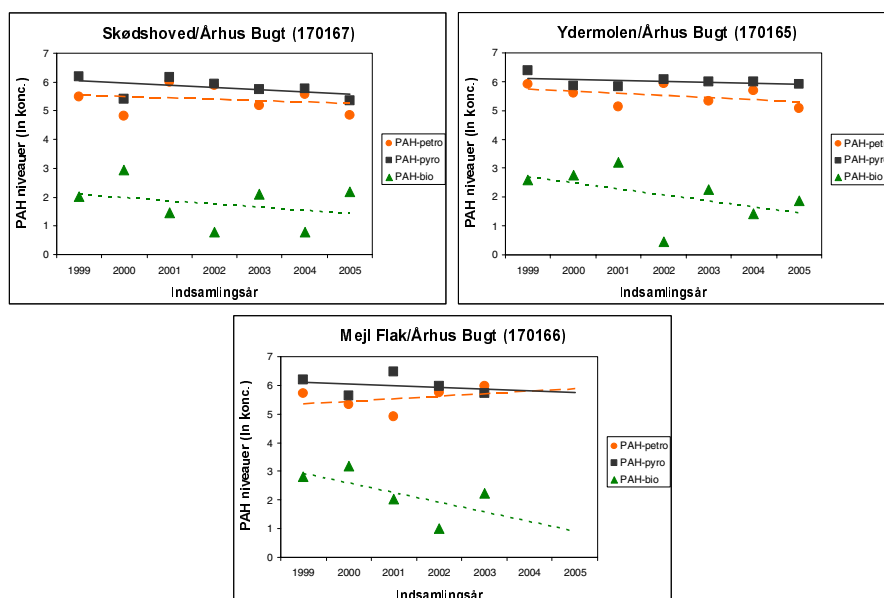 Skødshoved/Århus Bugt (170167)
PAH niveauer (ln konc.)
7
6
5
4
3
2
1
0
1999 2000 2001 2002 2003 2004 2005
Indsamlingsår
PAH-petro
PAH-pyro
PAH-bio
Ydermolen/Århus Bugt (170165)
PAH niveauer (ln konc.)
7
6
5
4
3
2
1
0
1999 2000 2001 2002 2003 2004 2005
Indsamlingsår
PAH-petro
PAH-pyro
PAH-bio
Mejl Flak/Århus Bugt (170166)
PAH niveauer (ln konc.)
7
6
5
4
3
2
1
0
1999 2000 2001 2002 2003 2004 2005
Indsamlingsår
PAH-petro
PAH-pyro
PAH-bio